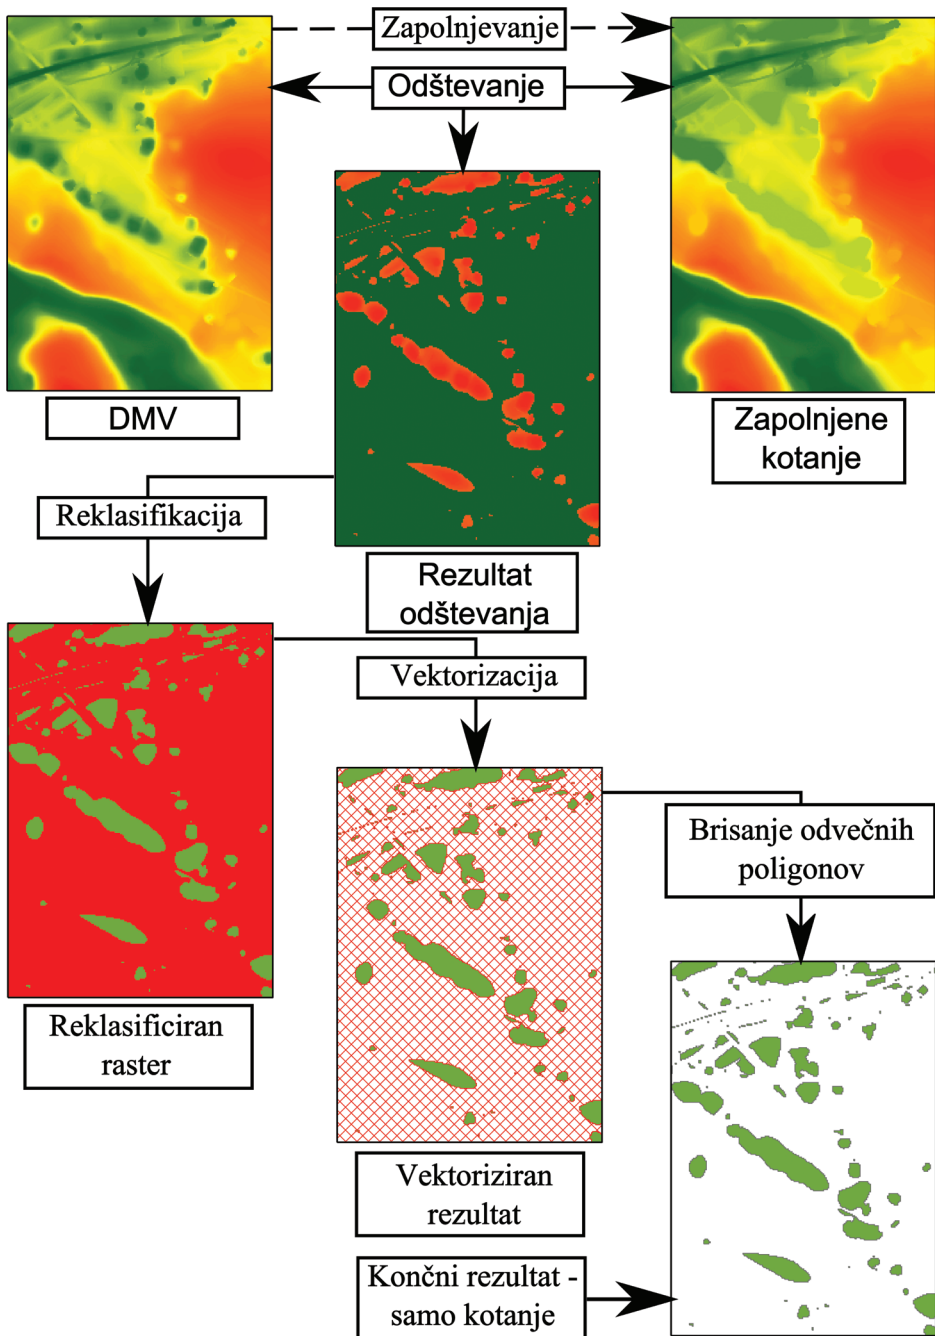 Zapolnjevanje
Odštevanje
DMV
Zapolnjene
kotanje
Reklasifikacija
Rezultat
odštevanja
Vektorizacija
Brisanje odvečnih
poligonov
Reklasificiran
raster
Vektoriziran
rezultat
Končni rezultat -
samo kotanje